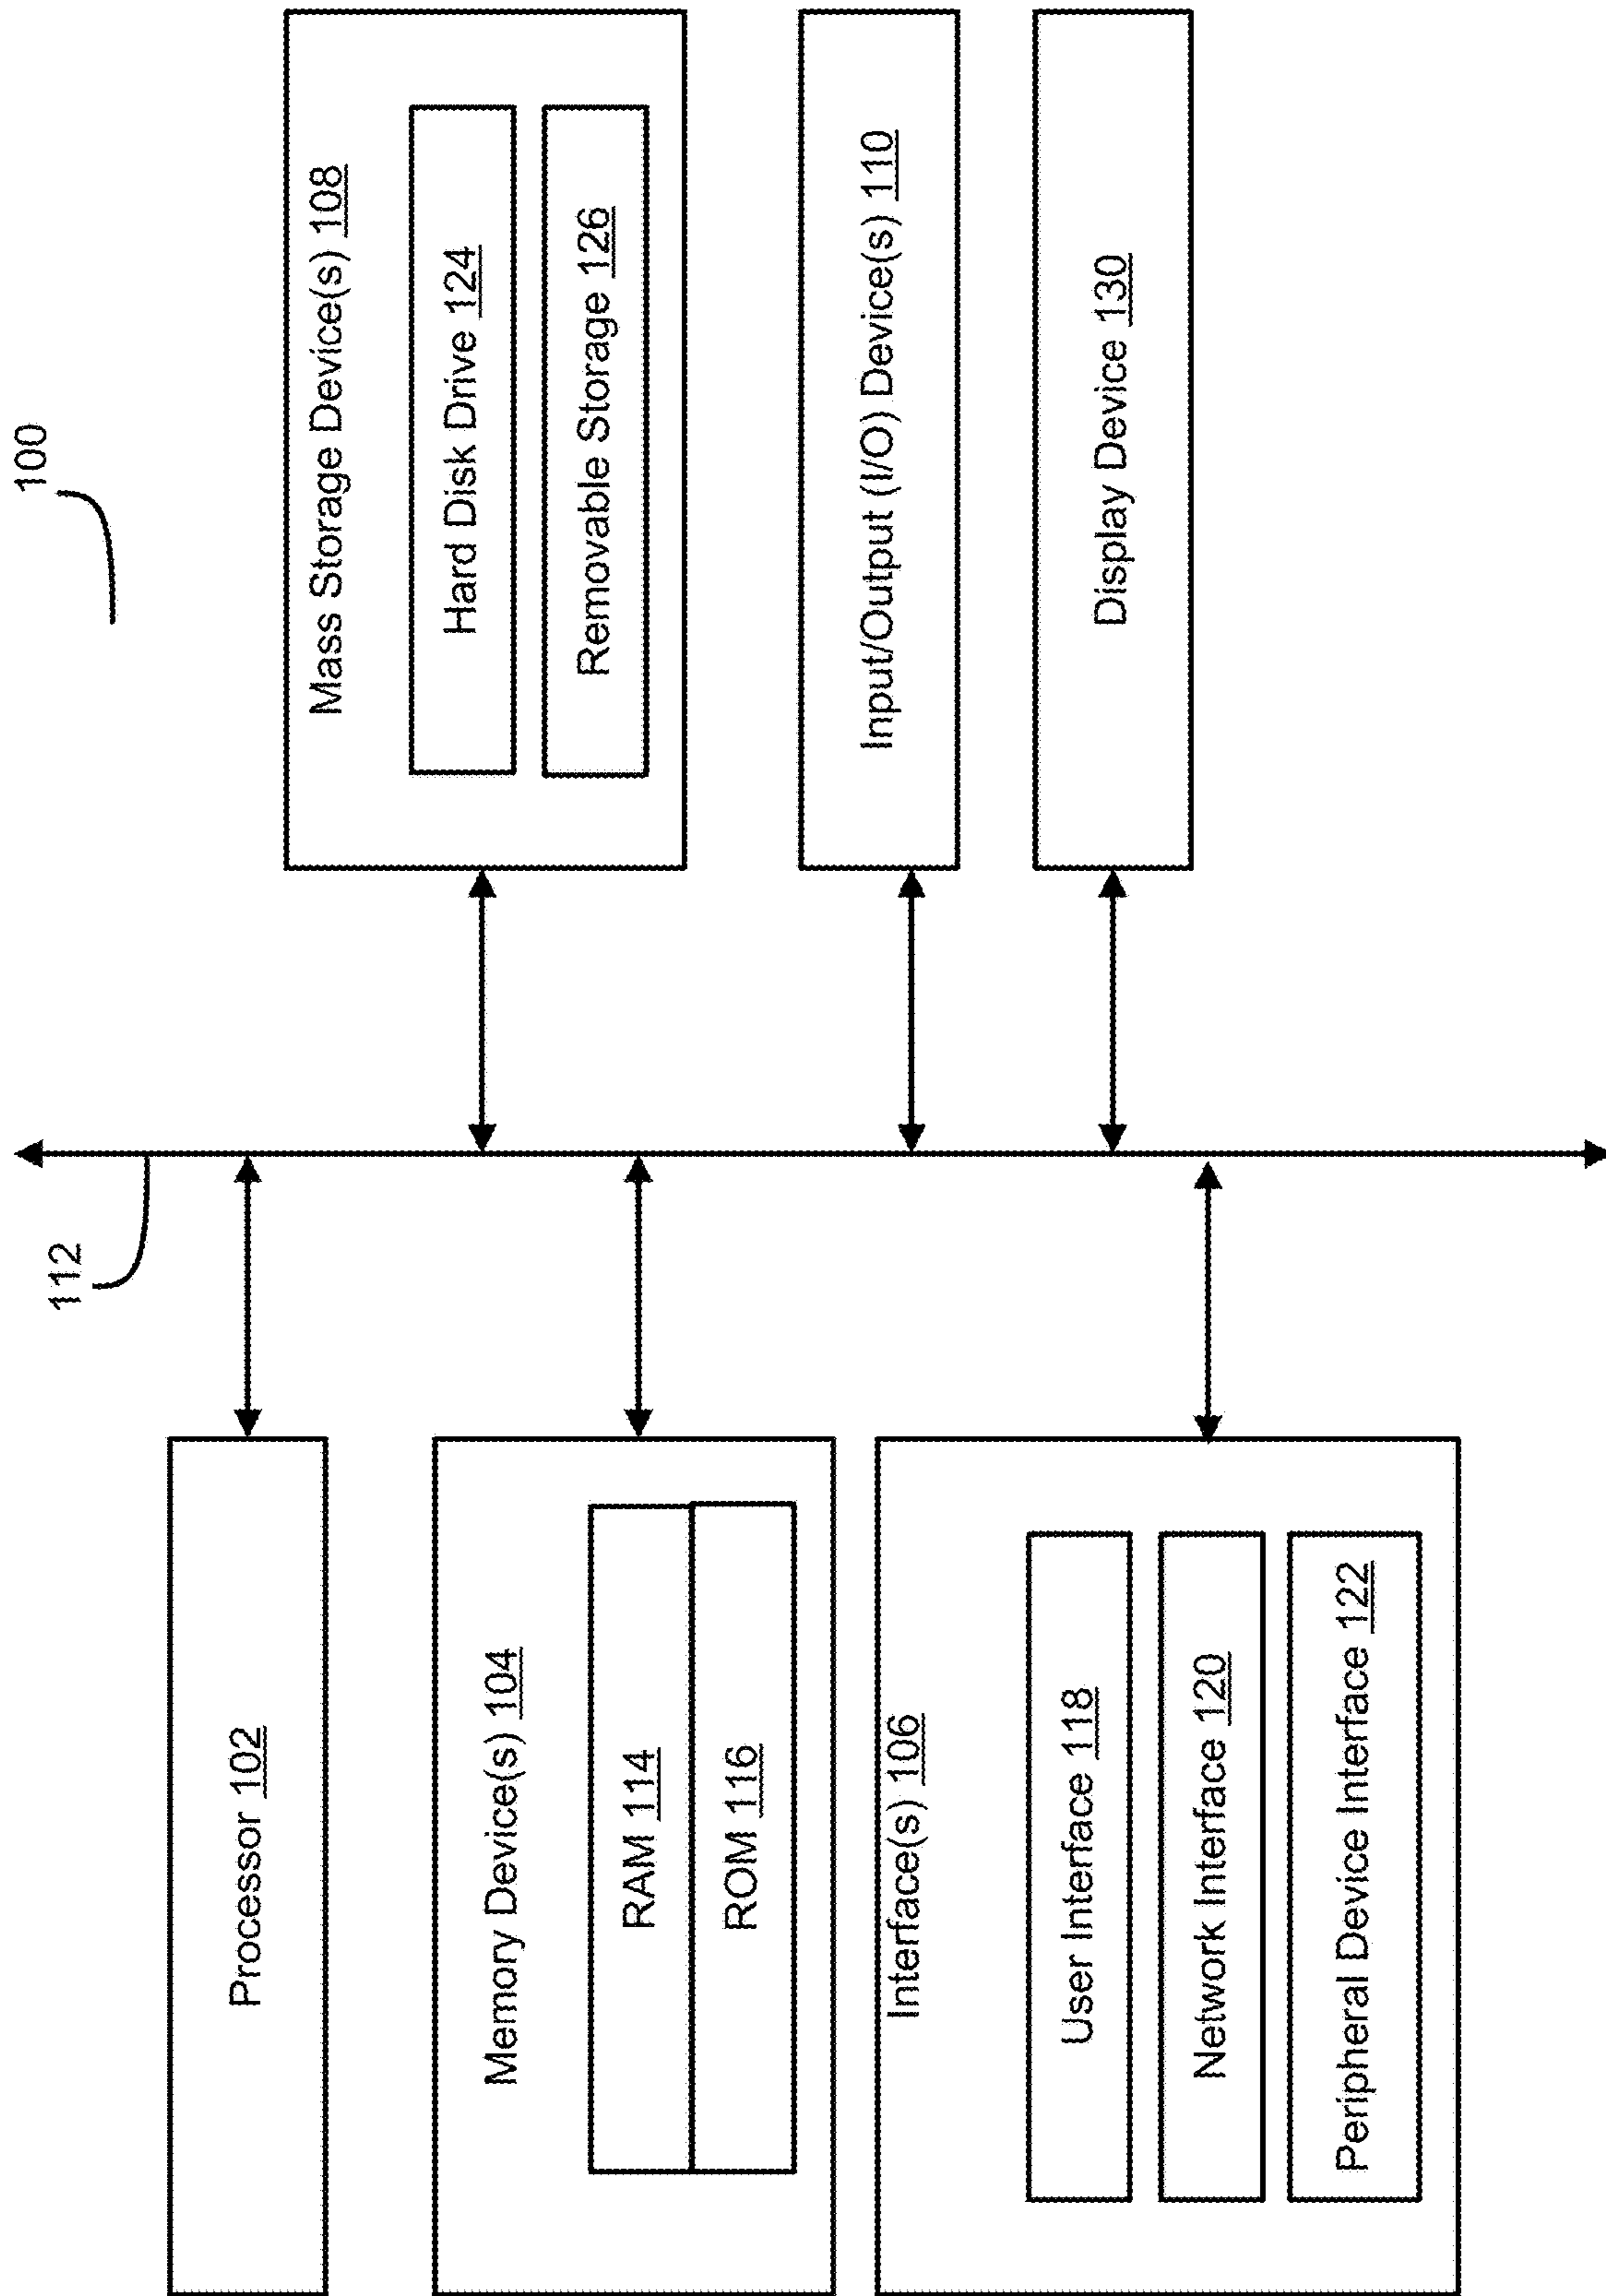 100
112
Processor 102
Memory Device(s) 104
RAM 114
ROM 116
Interface(s) 106
User Interface 118
Network Interface 120
Peripheral Device Interface 122
Mass Storage Device(s) 108
Hard Disk Drive 124
Removable Storage 126
Input/Output (I/O) Device(s) 110
Display Device 130